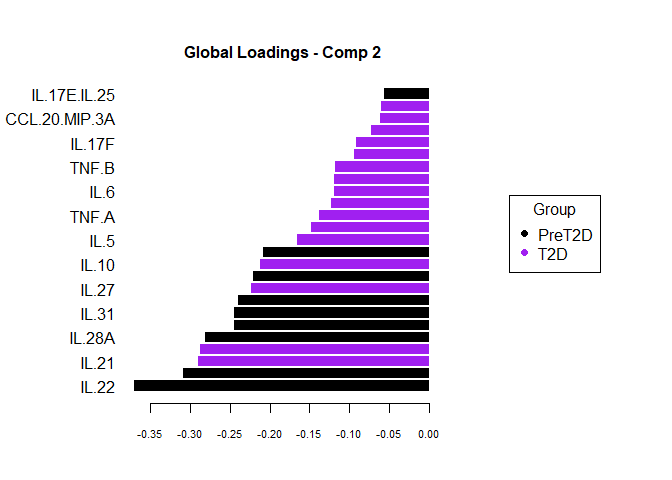 Global Loadings - Comp 2
IL.17E.IL.25
CCL.20.MIP.3A
IL.17F
TNF.B
IL.6
TNF.A
IL.5
IL.10
IL.27
IL.31
IL.28A
IL.21
IL.22
Group
PreT2D
T2D
-0.35 -0.30 -0.25 -0.20 -0.15 -0.10 -0.05 0.00